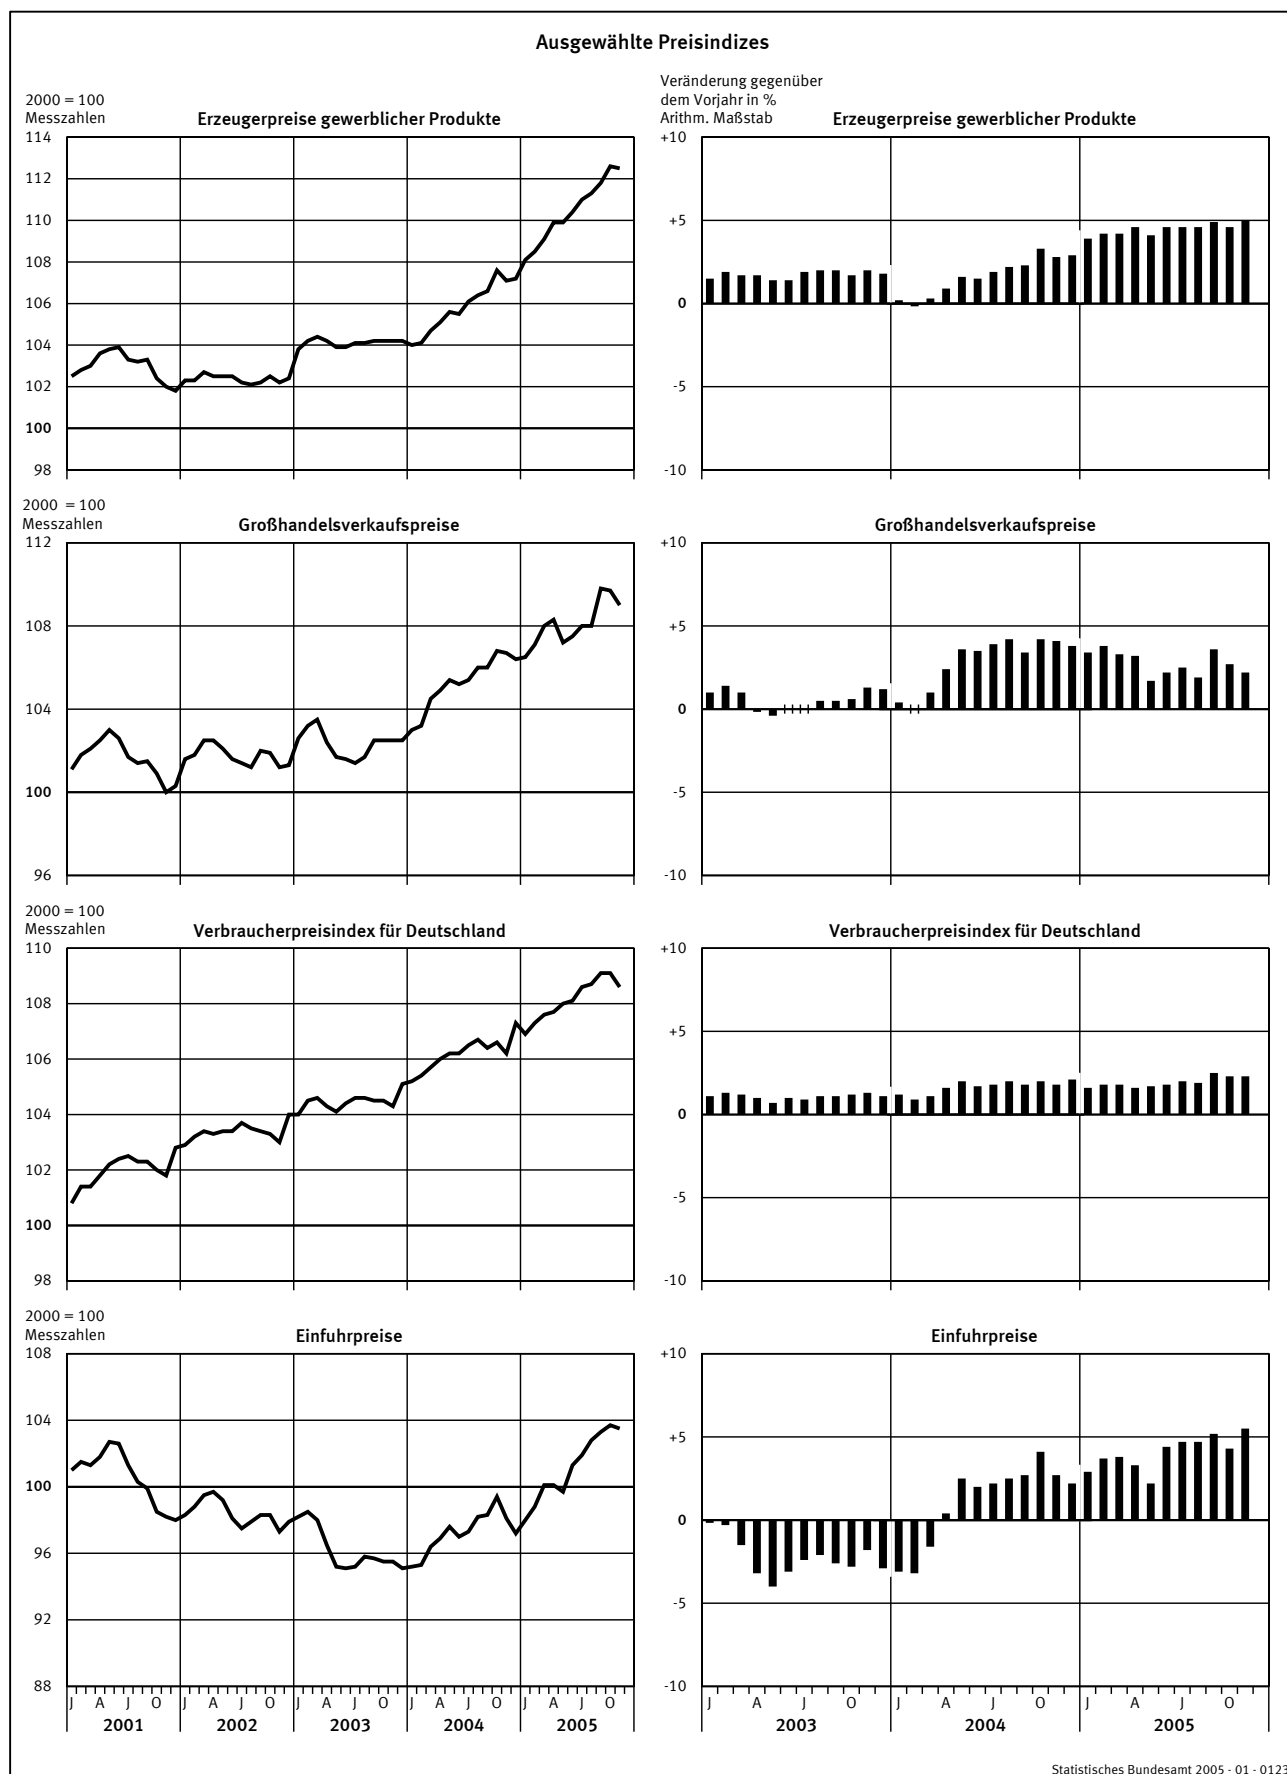 Ausgewählte Preisindizes
2000 = 100
Messzahlen
Erzeugerpreise gewerblicher Produkte
114
112
110
108
106
104
102
100
98
Veränderung gegenüber
dem Vorjahr in %
Arithm. Maßstab
Erzeugerpreise gewerblicher Produkte
+10
+5
0
-5
-10
2000 = 100
Messzahlen
Großhandelsverkaufspreise
112
108
104
100
96
Großhandelsverkaufspreise
+10
+5
0
-5
-10
2000 = 100
Messzahlen
Verbraucherpreisindex für Deutschland
110
108
106
104
102
100
98
Verbraucherpreisindex für Deutschland
+10
+5
0
-5
-10
2000 = 100
Messzahlen
Einfuhrpreise
108
104
100
96
92
88
J A J O J A J O J A J O J A J O J A J O
2001 2002 2003 2004 2005
Einfuhrpreise
+10
+5
0
-5
-10
J A J O J A J O J A J O
2003 2004 2005
Statistisches Bundesamt 2005 - 01 - 0123